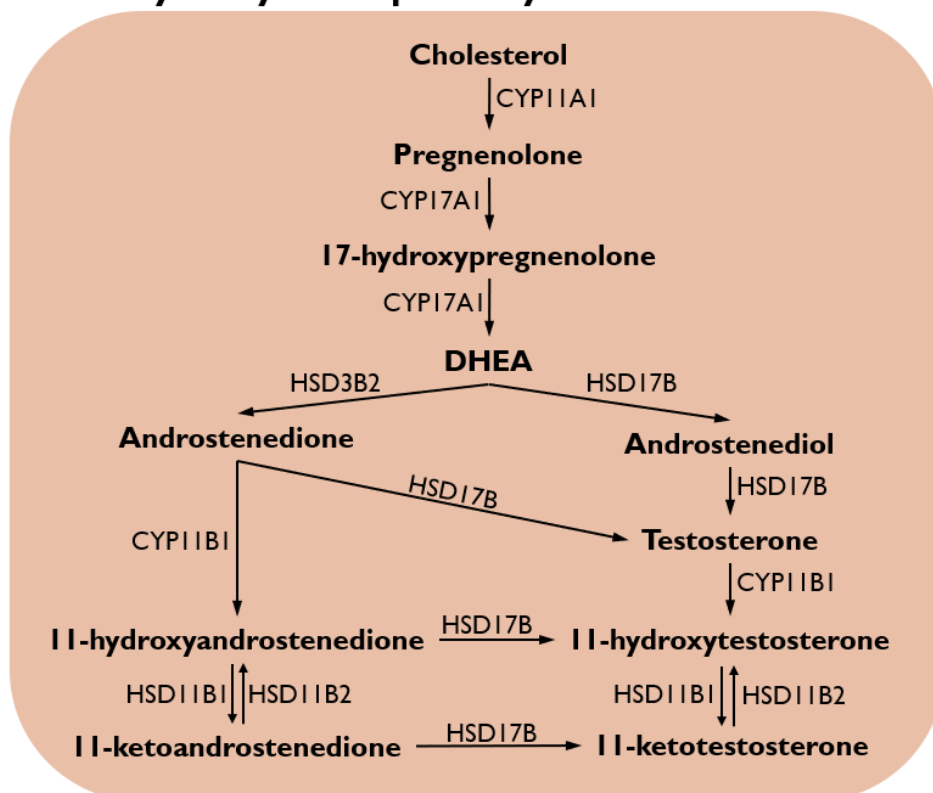 Cholesterol
CYP11A1
Pregnenolone
CYP17A1
17-hydroxypregnenolone
CYP17A1
DHEA
HSD3B2 HSD17B
Androstenedione Androstenediol
HSD17B HSD17B
CYP11B1 Testosterone
CYP11B1
11-hydroxyandrostenedione HSD17B 11-hydroxytestosterone
HSD11B1 HSD11B2 HSD11B1 HSD11B2
11-ketoandrostenedione HSD17B 11-ketotestosterone